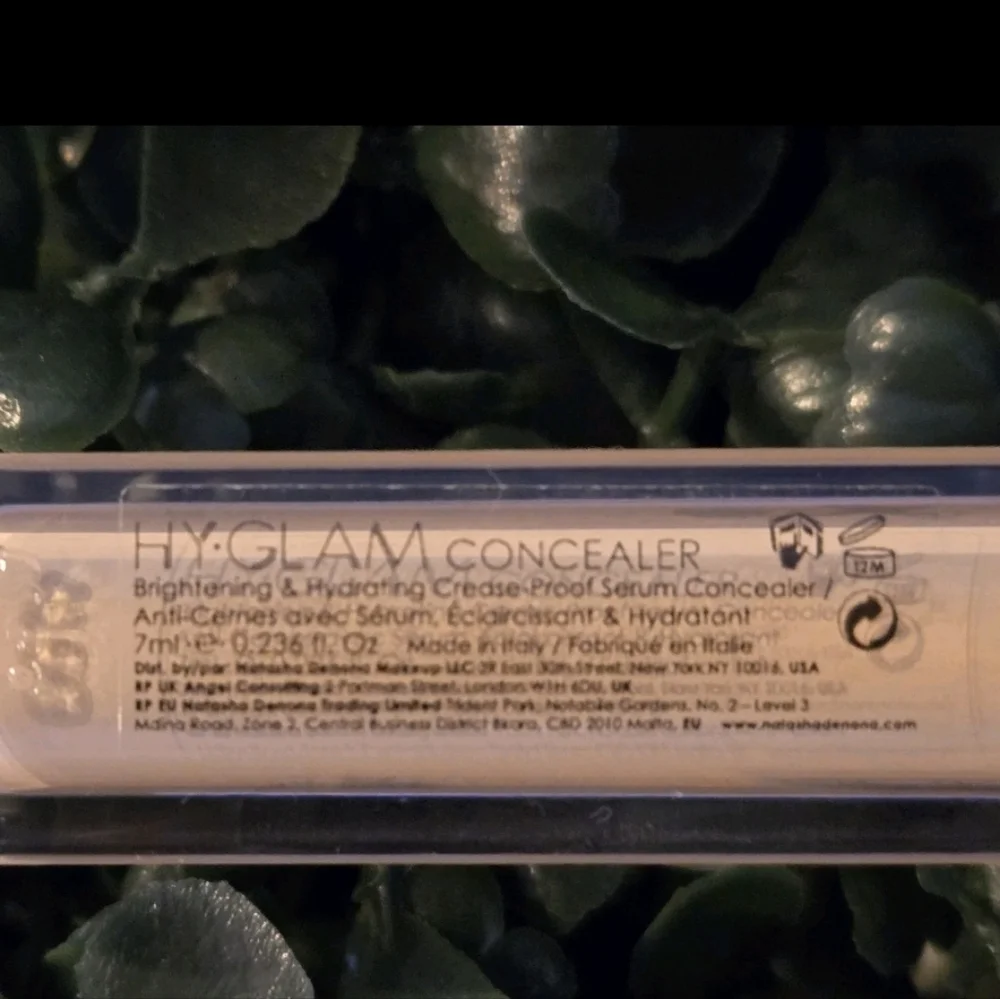 HY·GLAM CONCEALER
Brightening & Hydrating Crease-Proof Serum Concealer /
Anti-Cernes avec Sérum, Éclaircissant & Hydratant
7ml ℮ 0.236 fl. Oz Made in Italy / Fabriqué en Italie
Dist. by/par: Natasha Denona Makeup LLC 39 East 30th Street, New York NY 10016, USA
RP UK Angel Consulting 2 Portman Street, London W1H 6DU, UK
RP EU Natasha Denona Trading Limited Trident Park, Notabile Gardens, No. 2 - Level 3
Mdina Road, Zone 2, Central Business District Birkirkara, CBD 2010 Malta, EU www.natashadenona.com
12M